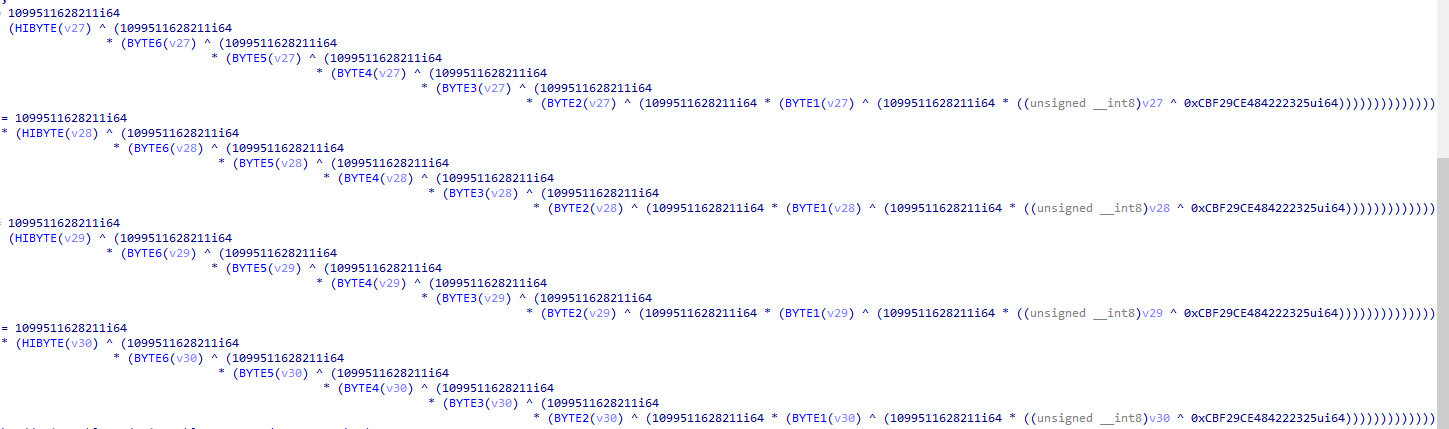 = 1099511628211i64
(HIBYTE(v27) ^ (1099511628211i64
* (BYTE6(v27) ^ (1099511628211i64
* (BYTE5(v27) ^ (1099511628211i64
* (BYTE4(v27) ^ (1099511628211i64
* (BYTE3(v27) ^ (1099511628211i64
* (BYTE2(v27) ^ (1099511628211i64 * (BYTE1(v27) ^ (1099511628211i64 * ((unsigned __int8)v27 ^ 0xCBF29CE484222325ui64))))))))))))))
= 1099511628211i64
* (HIBYTE(v28) ^ (1099511628211i64
* (BYTE6(v28) ^ (1099511628211i64
* (BYTE5(v28) ^ (1099511628211i64
* (BYTE4(v28) ^ (1099511628211i64
* (BYTE3(v28) ^ (1099511628211i64
* (BYTE2(v28) ^ (1099511628211i64 * (BYTE1(v28) ^ (1099511628211i64 * ((unsigned __int8)v28 ^ 0xCBF29CE484222325ui64)))))))))))))
= 1099511628211i64
(HIBYTE(v29) ^ (1099511628211i64
* (BYTE6(v29) ^ (1099511628211i64
* (BYTE5(v29) ^ (1099511628211i64
* (BYTE4(v29) ^ (1099511628211i64
* (BYTE3(v29) ^ (1099511628211i64
* (BYTE2(v29) ^ (1099511628211i64 * (BYTE1(v29) ^ (1099511628211i64 * ((unsigned __int8)v29 ^ 0xCBF29CE484222325ui64))))))))))))))
= 1099511628211i64
* (HIBYTE(v30) ^ (1099511628211i64
* (BYTE6(v30) ^ (1099511628211i64
* (BYTE5(v30) ^ (1099511628211i64
* (BYTE4(v30) ^ (1099511628211i64
* (BYTE3(v30) ^ (1099511628211i64
* (BYTE2(v30) ^ (1099511628211i64 * (BYTE1(v30) ^ (1099511628211i64 * ((unsigned __int8)v30 ^ 0xCBF29CE484222325ui64)))))))))))))